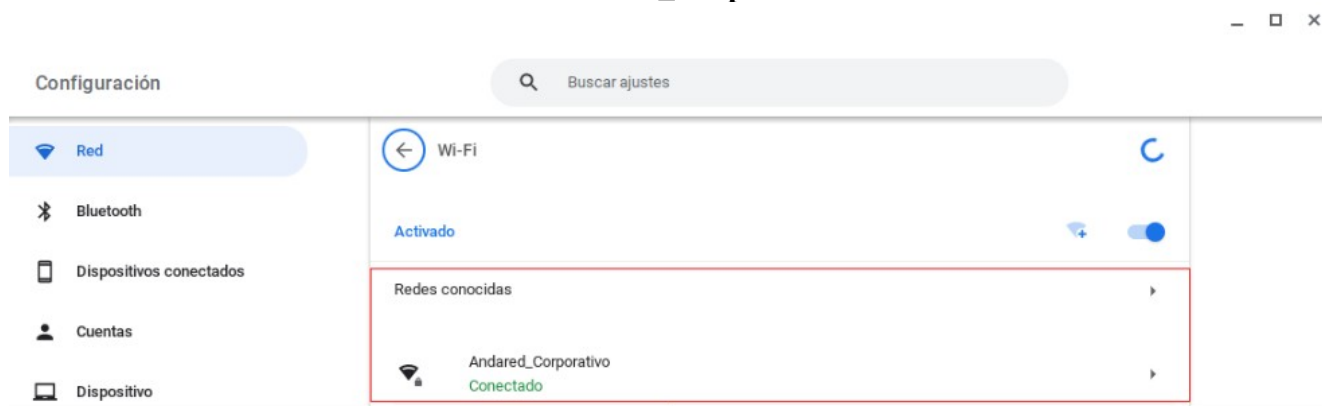 Configuración
Buscar ajustes
Red
Wi-Fi
Bluetooth
Activado
Dispositivos conectados
Redes conocidas
Cuentas
Andared_Corporativo
Conectado
Dispositivo